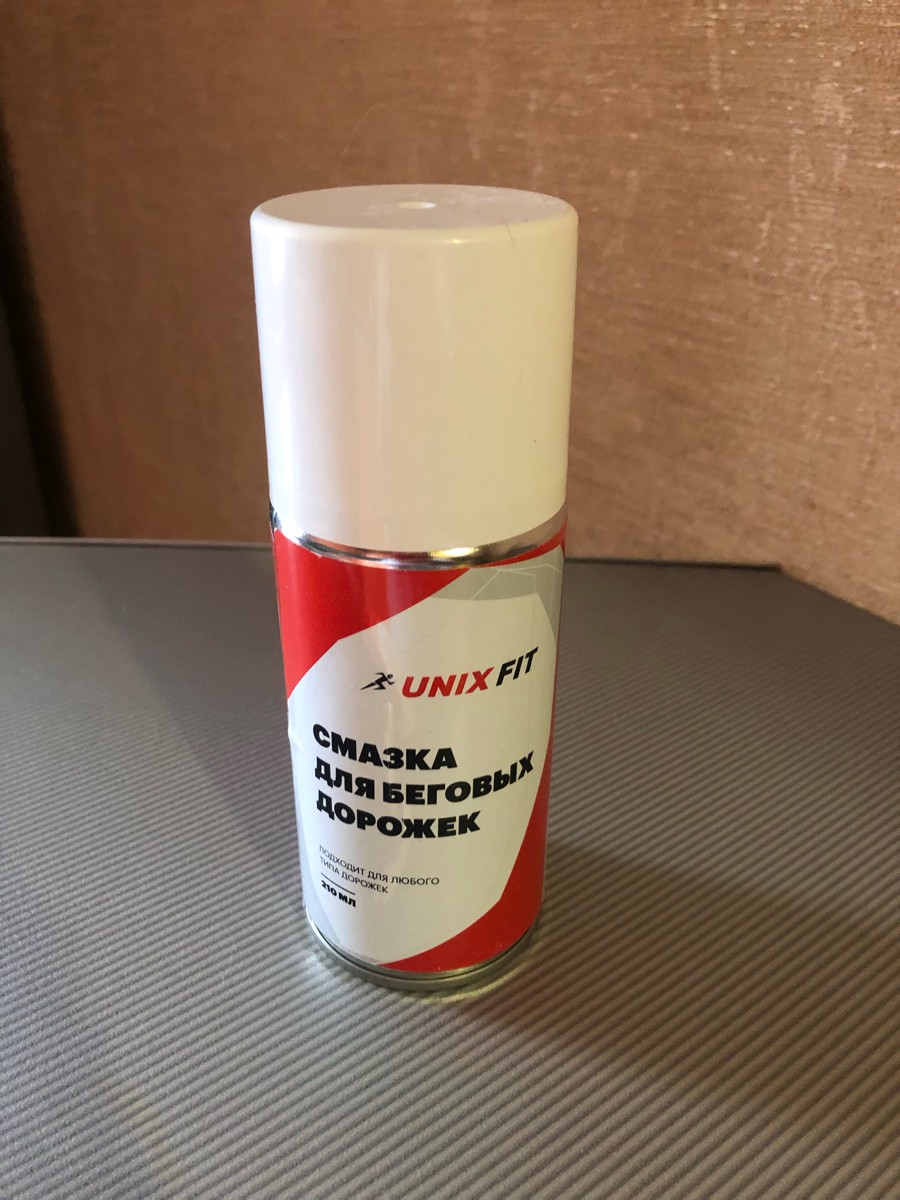 UNIX FIT
СМАЗКА
ДЛЯ БЕГОВЫХ
ДОРОЖЕК
ПОДХОДИТ ДЛЯ ЛЮБОГО
ТИПА ДОРОЖЕК
210 МЛ